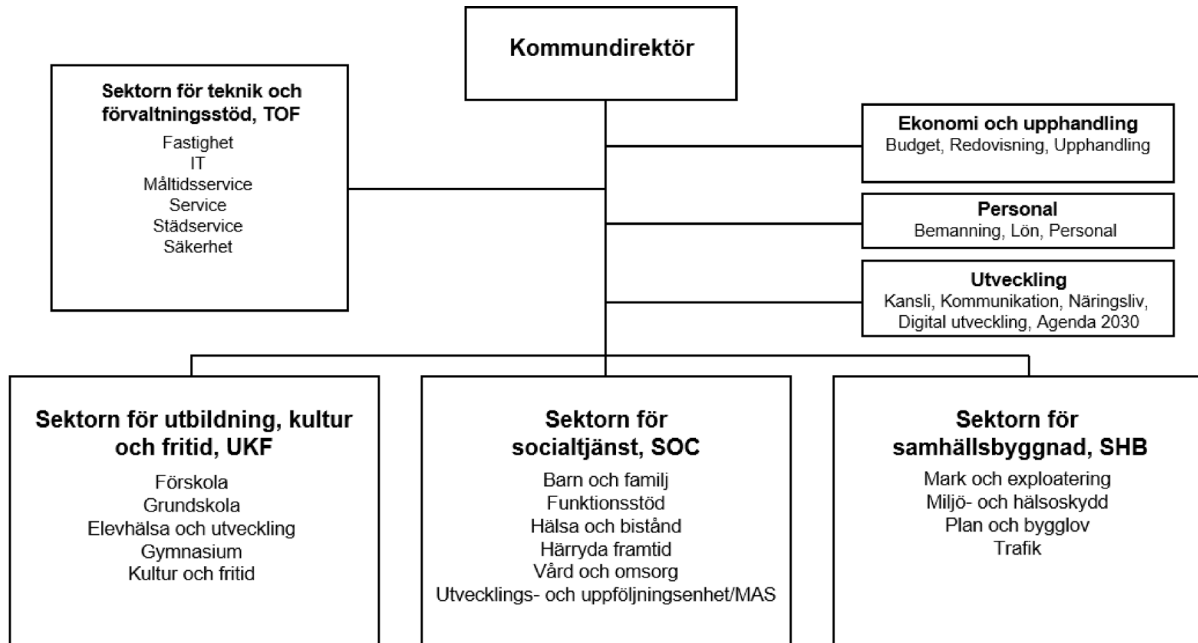 Kommundirektör
Sektorn för teknik och
förvaltningsstöd, TOF
Fastighet
IT
Måltidsservice
Service
Städservice
Säkerhet
Ekonomi och upphandling
Budget, Redovisning, Upphandling
Personal
Bemanning, Lön, Personal
Utveckling
Kansli, Kommunikation, Näringsliv,
Digital utveckling, Agenda 2030
Sektorn för utbildning, kultur
och fritid, UKF
Förskola
Grundskola
Elevhälsa och utveckling
Gymnasium
Kultur och fritid
Sektorn för
socialtjänst, SOC
Barn och familj
Funktionsstöd
Hälsa och bistånd
Härryda framtid
Vård och omsorg
Utvecklings- och uppföljningsenhet/MAS
Sektorn för
samhällsbyggnad, SHB
Mark och exploatering
Miljö- och hälsoskydd
Plan och bygglov
Trafik